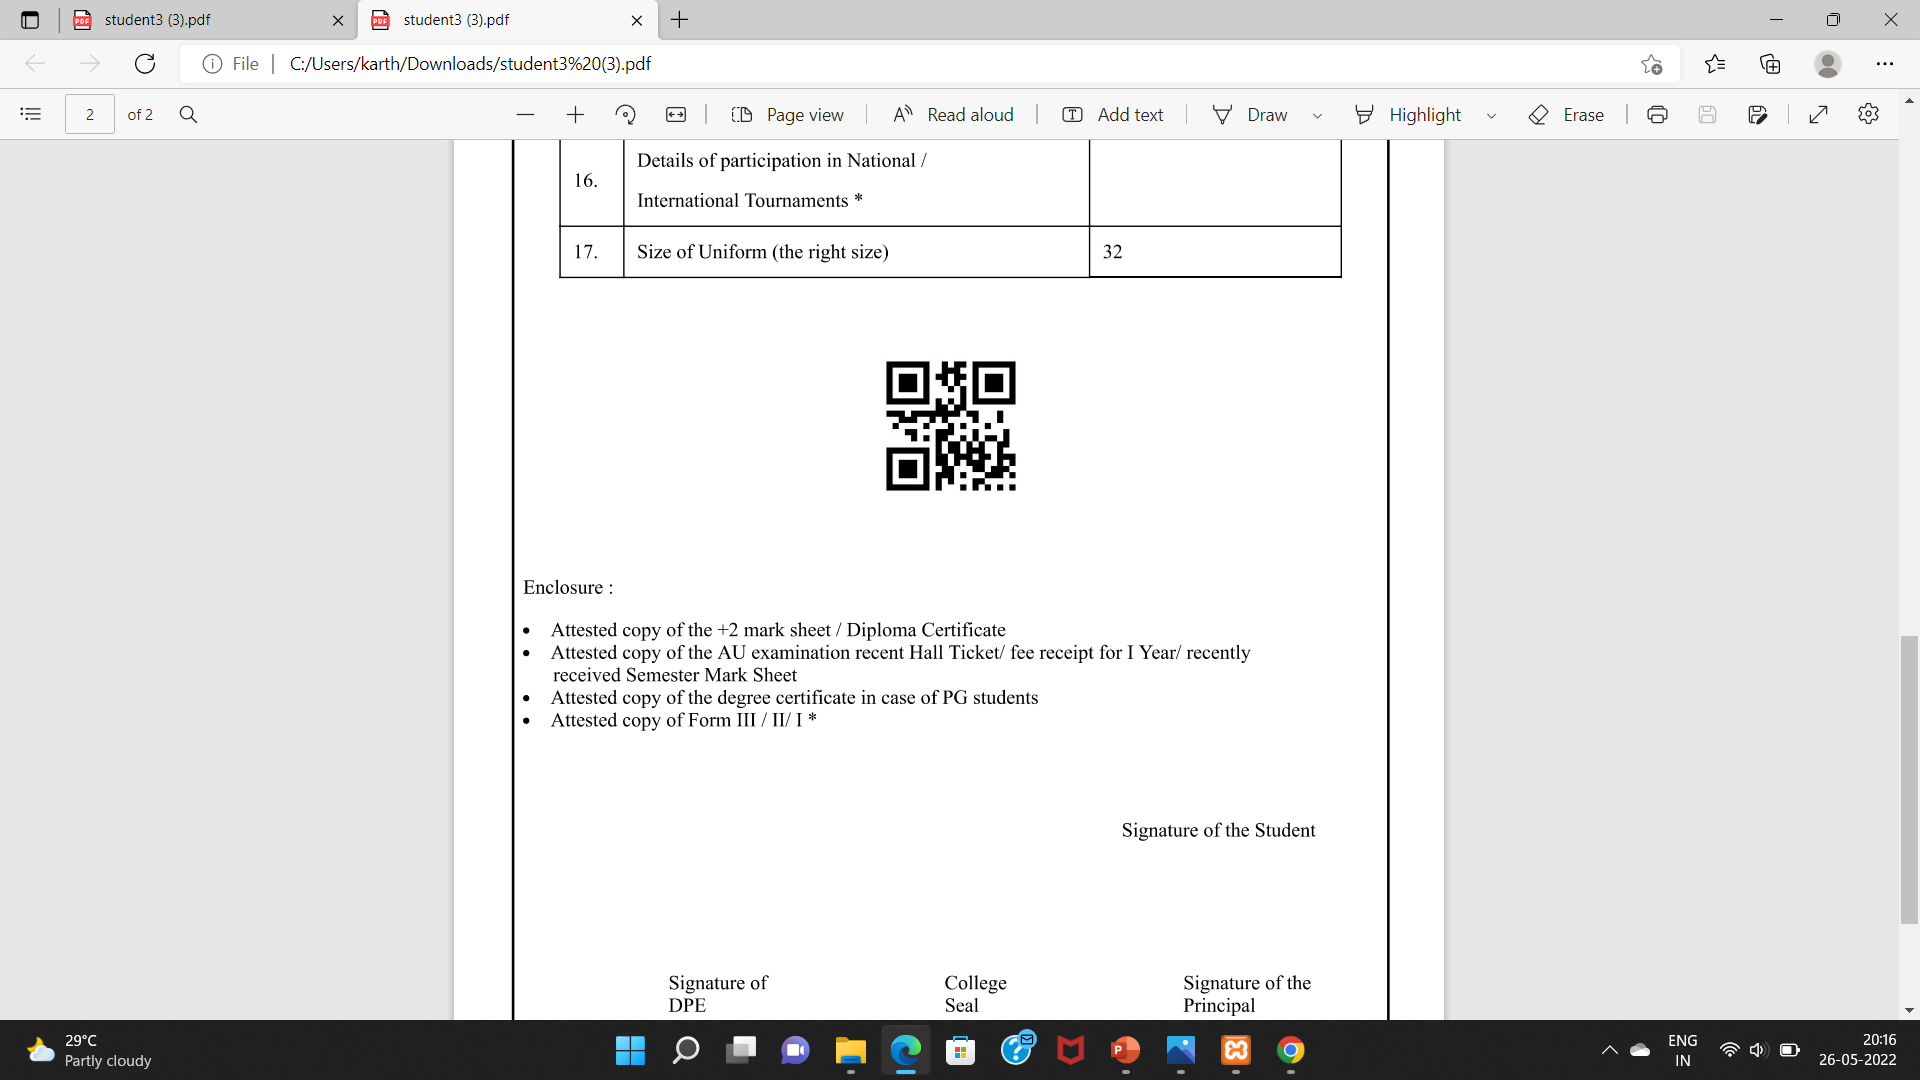 student3 (3).pdf
student3 (3).pdf
File
C:/Users/karth/Downloads/student3%20(3).pdf
2
of 2
Page view
Read aloud
Add text
Draw
Highlight
Erase
Details of participation in National /
16.
International Tournaments *
17. Size of Uniform (the right size) 32
Enclosure :
• Attested copy of the +2 mark sheet / Diploma Certificate
• Attested copy of the AU examination recent Hall Ticket/ fee receipt for I Year/ recently
received Semester Mark Sheet
• Attested copy of the degree certificate in case of PG students
• Attested copy of Form III / II/ I *
Signature of the Student
Signature of
DPE
College
Seal
Signature of the
Principal
29°C
Partly cloudy
ENG
IN
20:16
26-05-2022